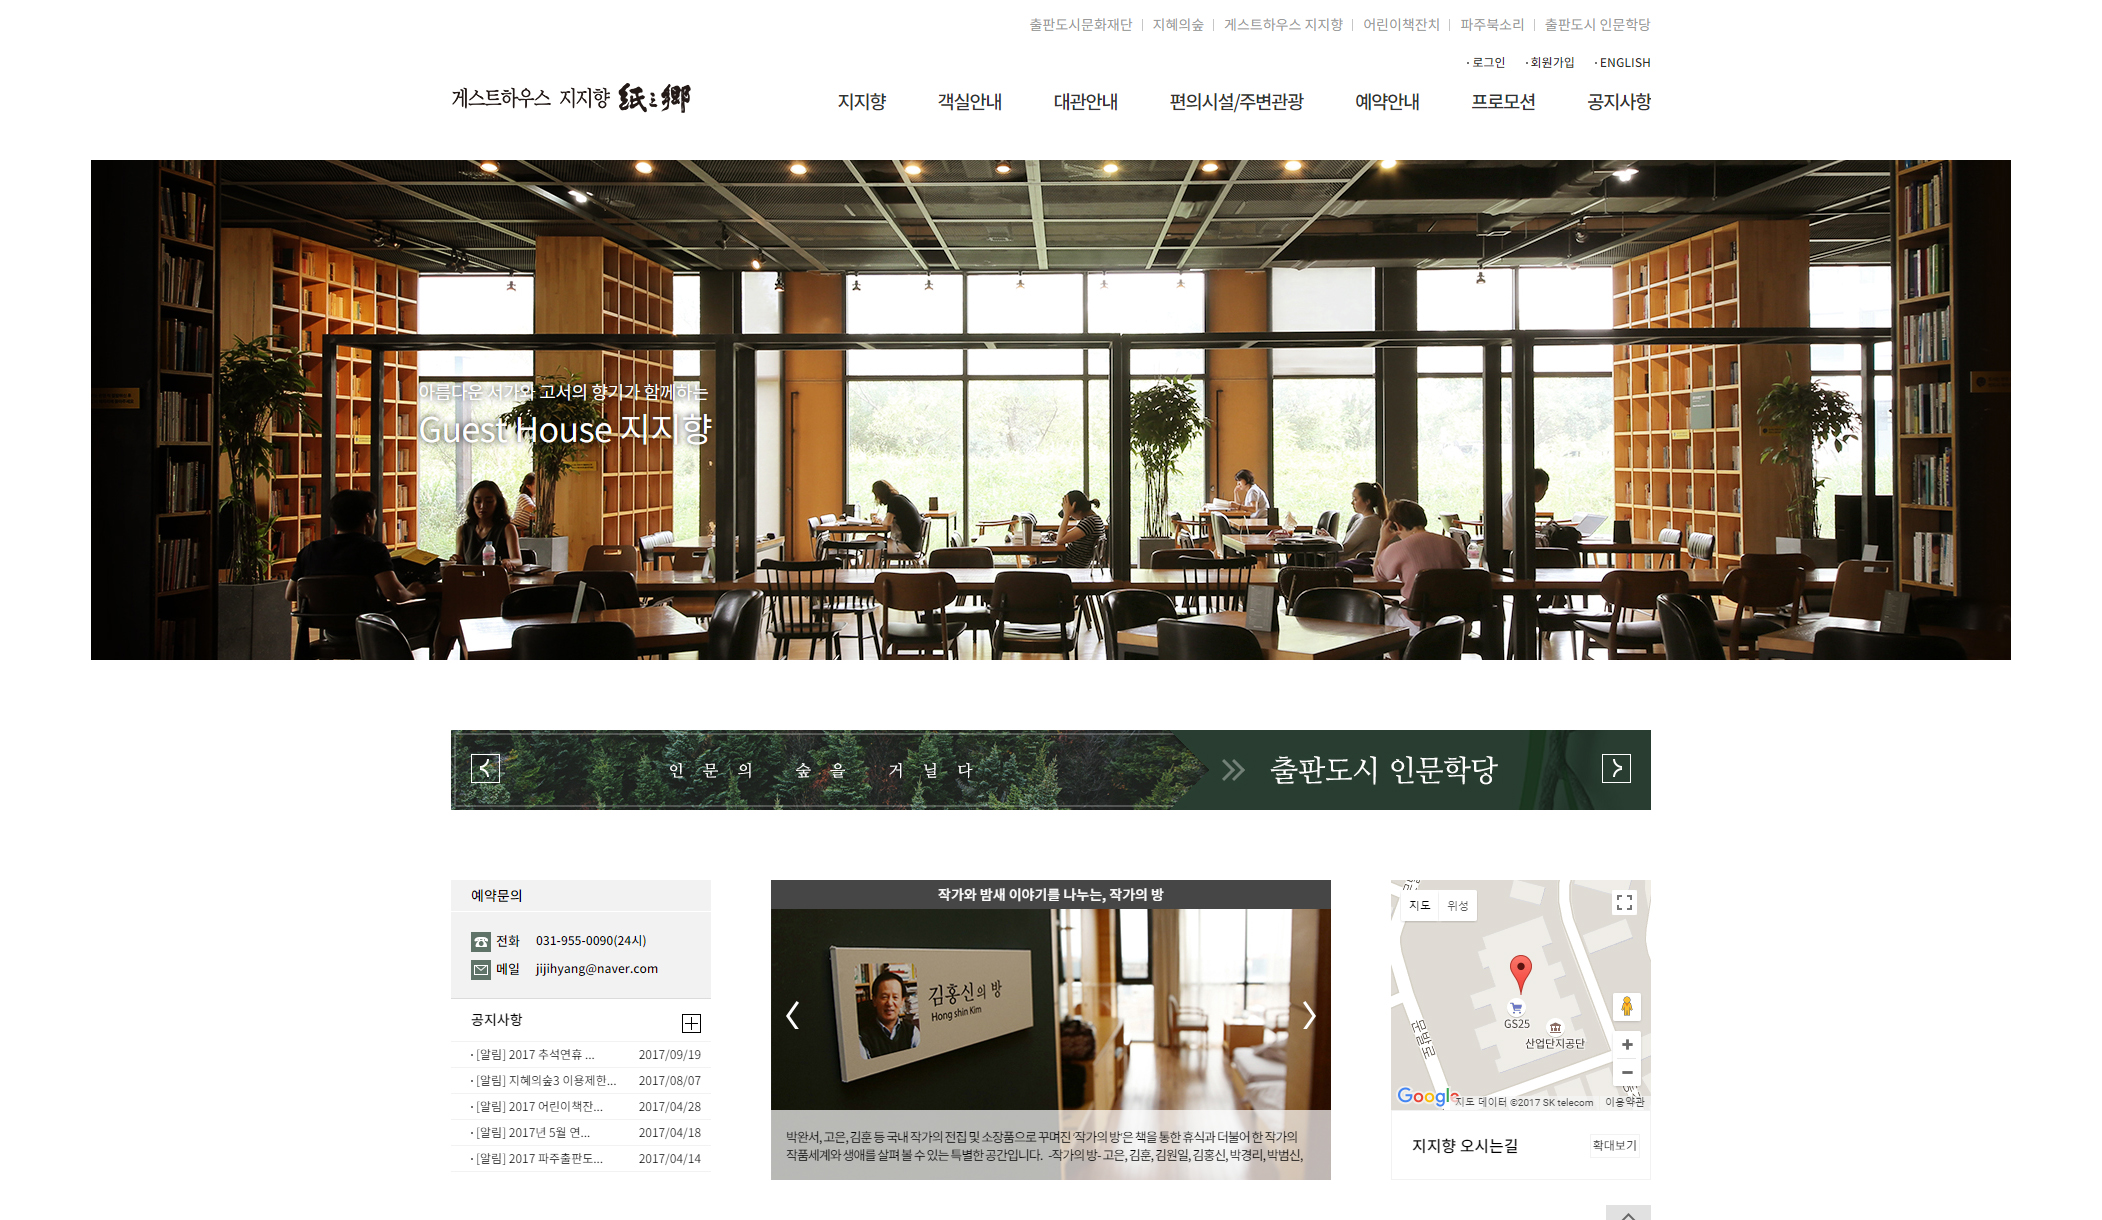 출판도시문화재단 | 지혜의숲 | 게스트하우스 지지향 | 어린이책잔치 | 파주북소리 | 출판도시 인문학당
· 로그인 · 회원가입 · ENGLISH
게스트하우스 지지향 紙之鄉
지지향 객실안내 대관안내 편의시설/주변관광 예약안내 프로모션 공지사항
아름다운 서가와 고서의 향기가 함께하는
Guest House 지지향
인문의 숲을 거닐다
출판도시 인문학당
예약문의
전화 031-955-0090(24시)
메일 jijihyang@naver.com
공지사항
· [알림] 2017 추석연휴 ... 2017/09/19
· [알림] 지혜의숲3 이용제한... 2017/08/07
· [알림] 2017 어린이책잔... 2017/04/28
· [알림] 2017년 5월 연... 2017/04/18
· [알림] 2017 파주출판도... 2017/04/14
작가와 밤새 이야기를 나누는, 작가의 방
김홍신의 방
Hong shin Kim
박완서, 고은, 김훈 등 국내 작가의 전집 및 소장품으로 꾸며진 '작가의 방'은 책을 통한 휴식과 더불어 한 작가의
작품세계와 생애를 살펴 볼 수 있는 특별한 공간입니다. -작가의 방- 고은, 김훈, 김원일, 김홍신, 박경리, 박범신,
지도 위성
GS25
산업단지공단
문발로
Google
지도 데이터 ©2017 SK telecom 이용약관
지지향 오시는길
확대보기